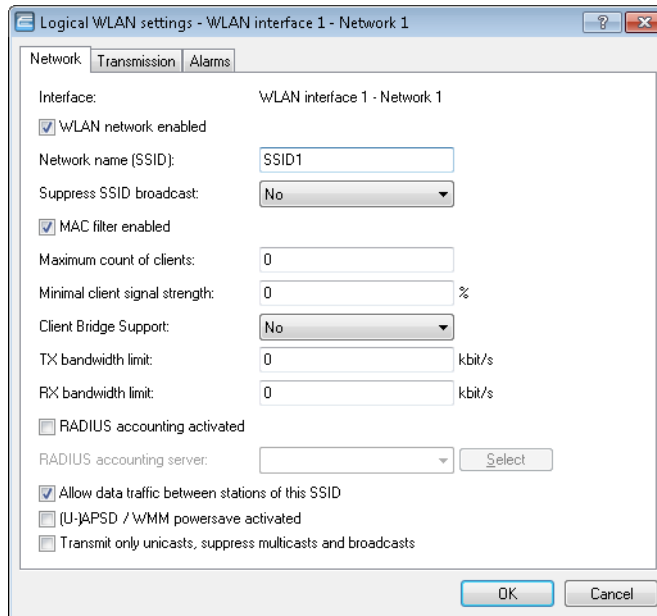 Logical WLAN settings - WLAN interface 1 - Network 1
?
Network Transmission Alarms
Interface: WLAN interface 1 - Network 1
WLAN network enabled
Network name (SSID): SSID1
Suppress SSID broadcast: No
MAC filter enabled
Maximum count of clients: 0
Minimal client signal strength: 0 %
Client Bridge Support: No
TX bandwidth limit: 0 kbit/s
RX bandwidth limit: 0 kbit/s
RADIUS accounting activated
RADIUS accounting server: Select
Allow data traffic between stations of this SSID
(U-)APSD / WMM powersave activated
Transmit only unicasts, suppress multicasts and broadcasts
OK Cancel